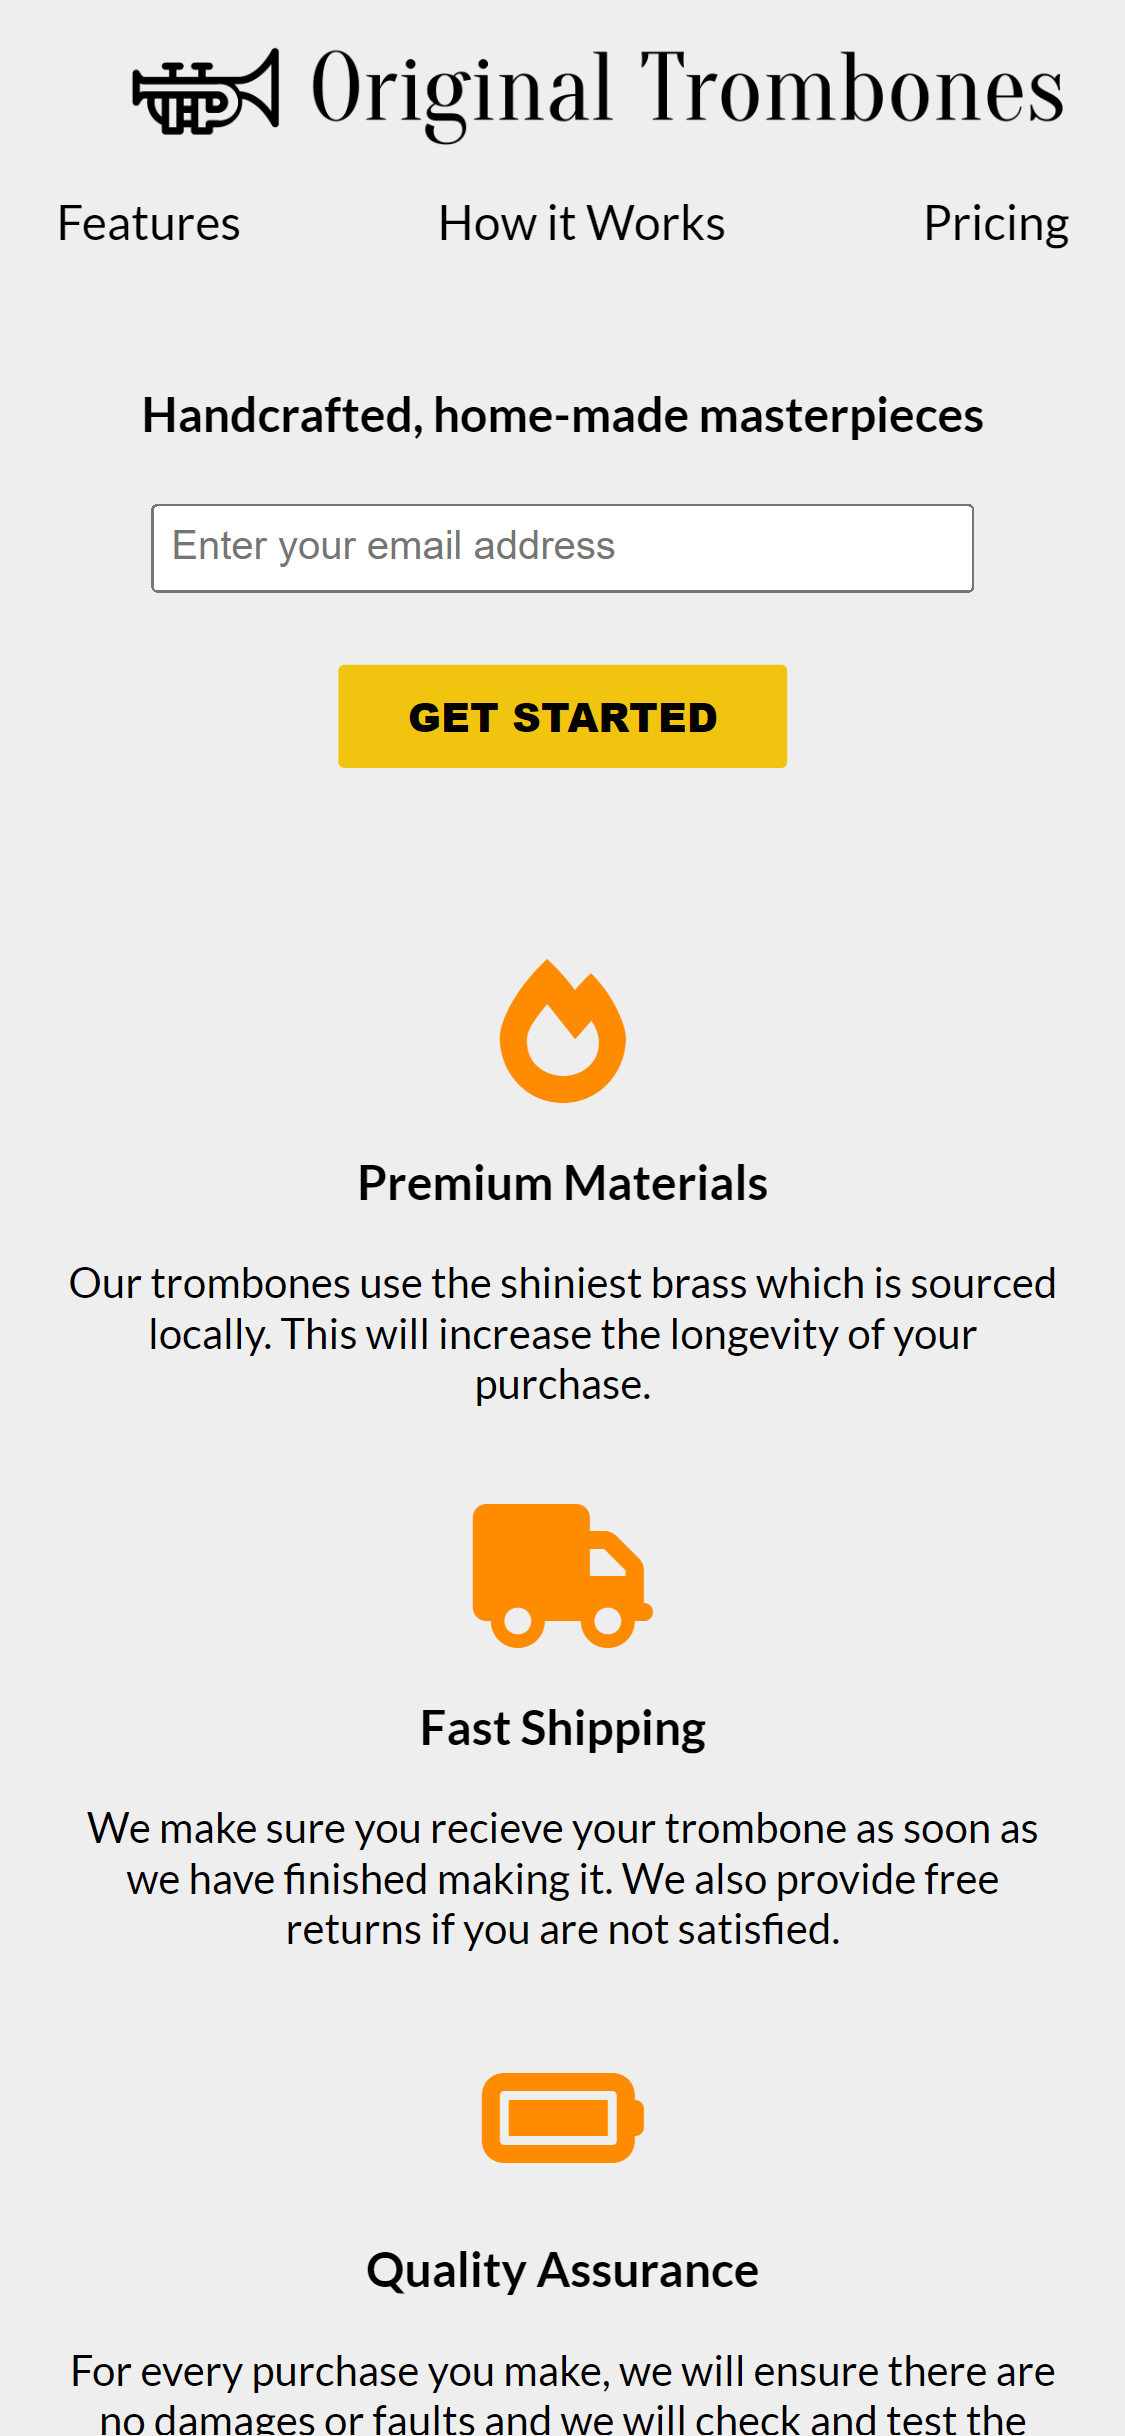 Original Trombones
Features
How it Works
Pricing
Handcrafted, home-made masterpieces
Enter your email address
GET STARTED
Premium Materials
Our trombones use the shiniest brass which is sourced
locally. This will increase the longevity of your
purchase.
Fast Shipping
We make sure you recieve your trombone as soon as
we have finished making it. We also provide free
returns if you are not satisfied.
Quality Assurance
For every purchase you make, we will ensure there are
no damages or faults and we will check and test the